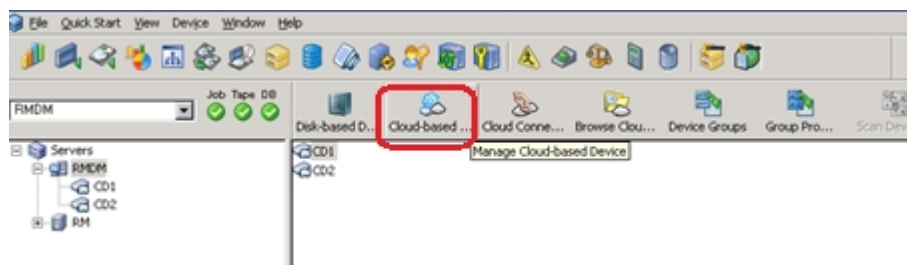 File Quick Start View Device Window Help
RMDM
Job Tape DB
Disk-based D... Cloud-based ... Cloud Conne... Browse Clou... Device Groups Group Pro... Scan Dev
Servers
RMDM
CD1
CD2
RM
CD1
Manage Cloud-based Device
CD2